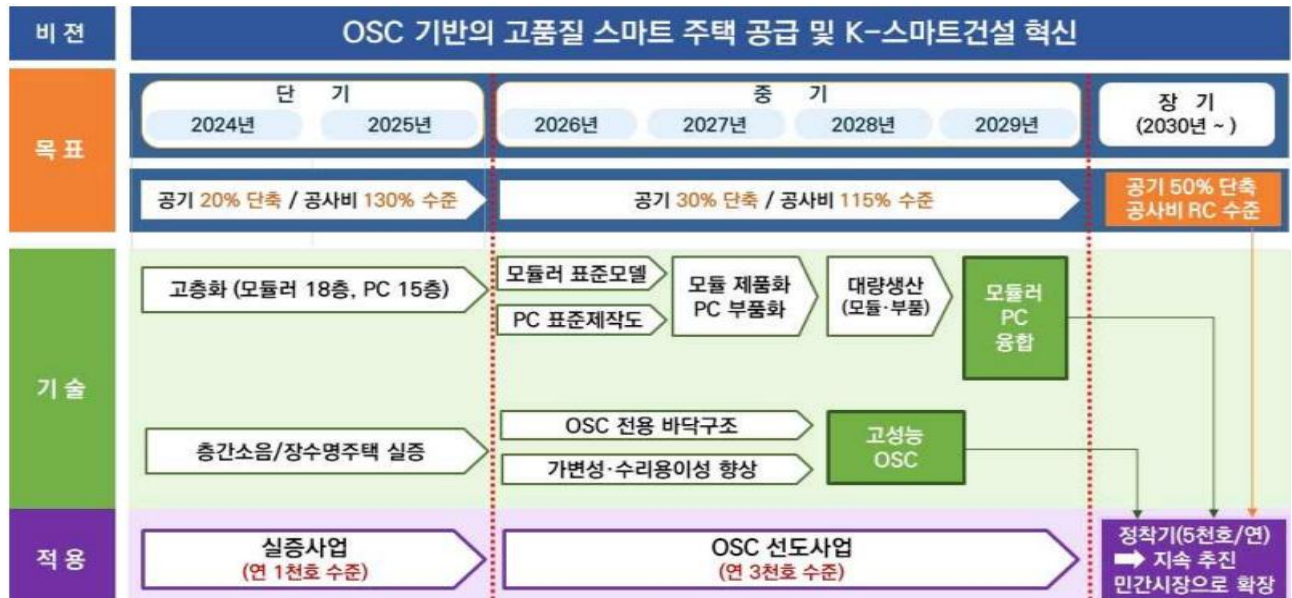 비 젼
OSC 기반의 고품질 스마트 주택 공급 및 K-스마트건설 혁신
목 표
단 기
2024년
2025년
중 기
2026년
2027년
2028년
2029년
장 기
(2030년 ~ )
공기 20% 단축 / 공사비 130% 수준
공기 30% 단축 / 공사비 115% 수준
공기 50% 단축
공사비 RC 수준
기 술
고층화 (모듈러 18층, PC 15층)
모듈러 표준모델
PC 표준제작도
모듈 제품화
PC 부품화
대량생산
(모듈·부품)
모듈러
PC
융합
층간소음/장수명주택 실증
OSC 전용 바닥구조
가변성·수리용이성 향상
고성능
OSC
적 용
실증사업
(연 1천호 수준)
OSC 선도사업
(연 3천호 수준)
정착기(5천호/연)
➡ 지속 추진
민간시장으로 확장